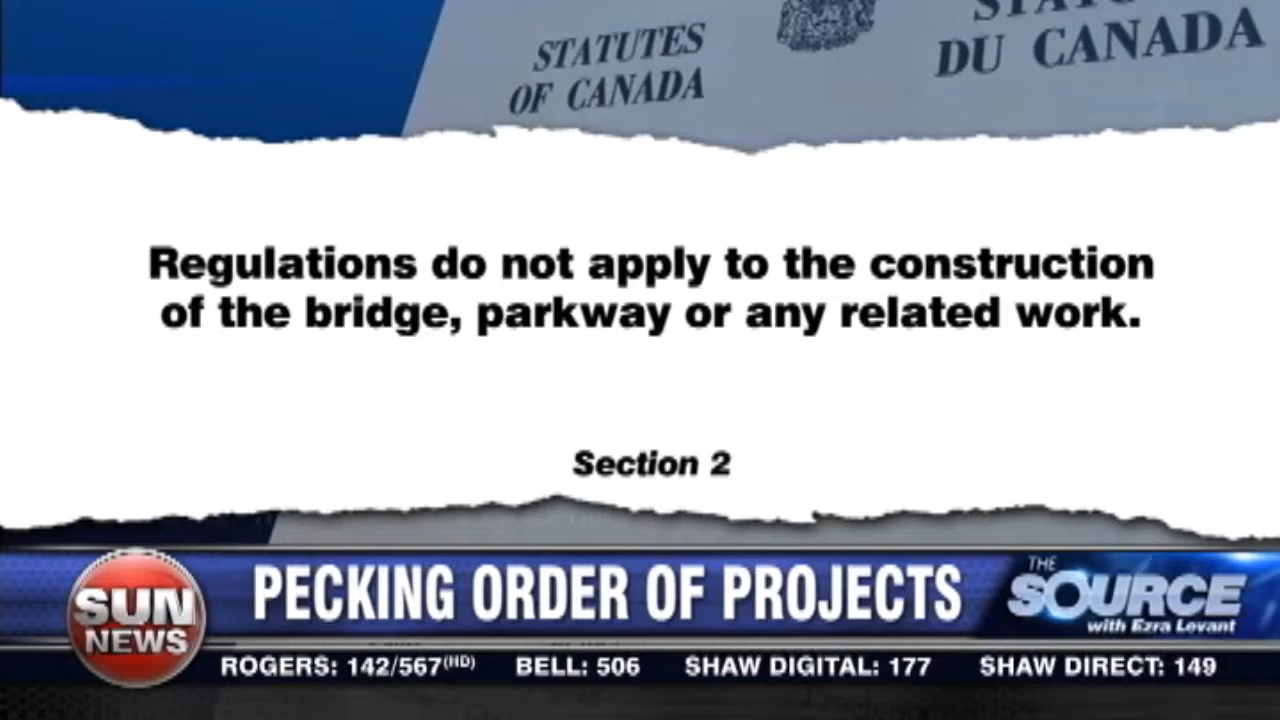 STATUTES
OF CANADA
DU CANADA
Regulations do not apply to the construction
of the bridge, parkway or any related work.
Section 2
SUN
NEWS
PECKING ORDER OF PROJECTS
THE
SOURCE
with Ezra Levant
ROGERS: 142/567(HD) BELL: 506 SHAW DIGITAL: 177 SHAW DIRECT: 149